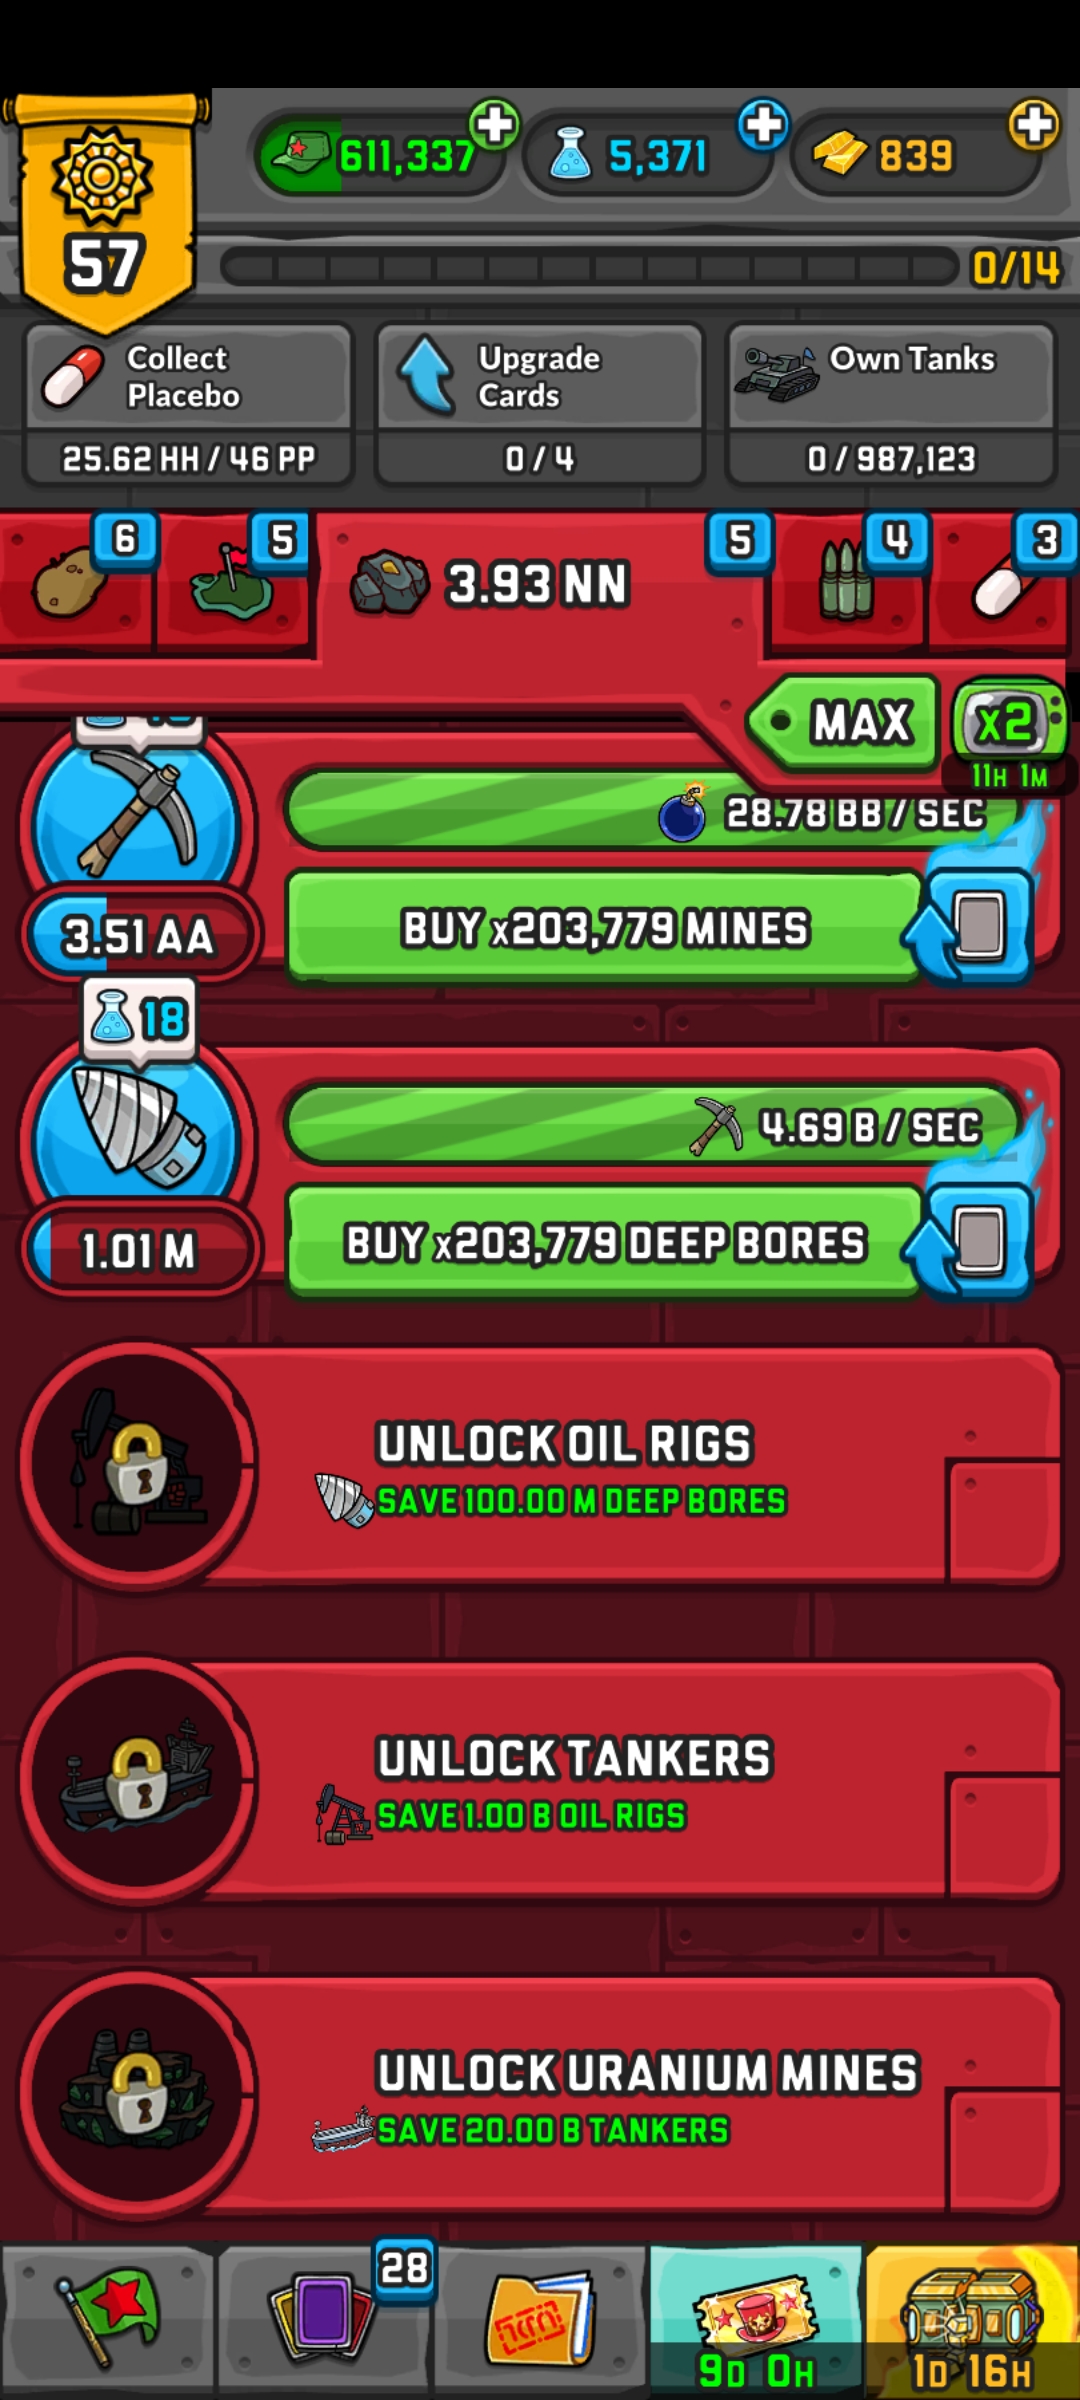 57
611,337
5,371
839
0/14
Collect
Placebo
25.62 HH / 46 PP
Upgrade
Cards
0 / 4
Own Tanks
0 / 987,123
6
5
3.93 NN
5
4
3
MAX
x2
11H 1M
28.78 BB / SEC
3.51 AA
BUY x203,779 MINES
18
4.69 B / SEC
1.01 M
BUY x203,779 DEEP BORES
UNLOCK OIL RIGS
SAVE 100.00 M DEEP BORES
UNLOCK TANKERS
SAVE 1.00 B OIL RIGS
UNLOCK URANIUM MINES
SAVE 20.00 B TANKERS
28
9D 0H
1D 16H